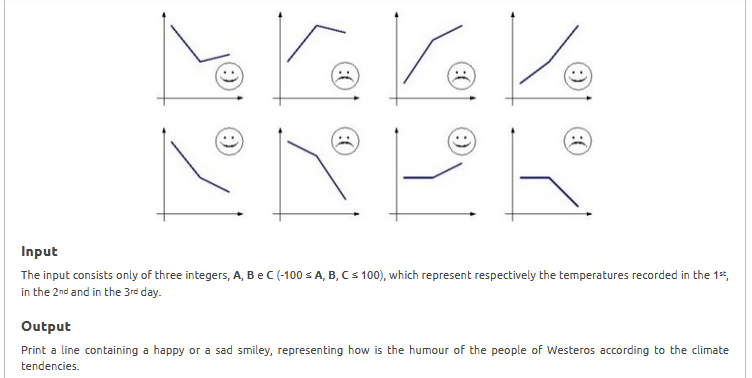 Input
The input consists only of three integers, A, B e C (-100 ≤ A, B, C ≤ 100), which represent respectively the temperatures recorded in the 1st,
in the 2nd and in the 3rd day.
Output
Print a line containing a happy or a sad smiley, representing how is the humour of the people of Westeros according to the climate
tendencies.